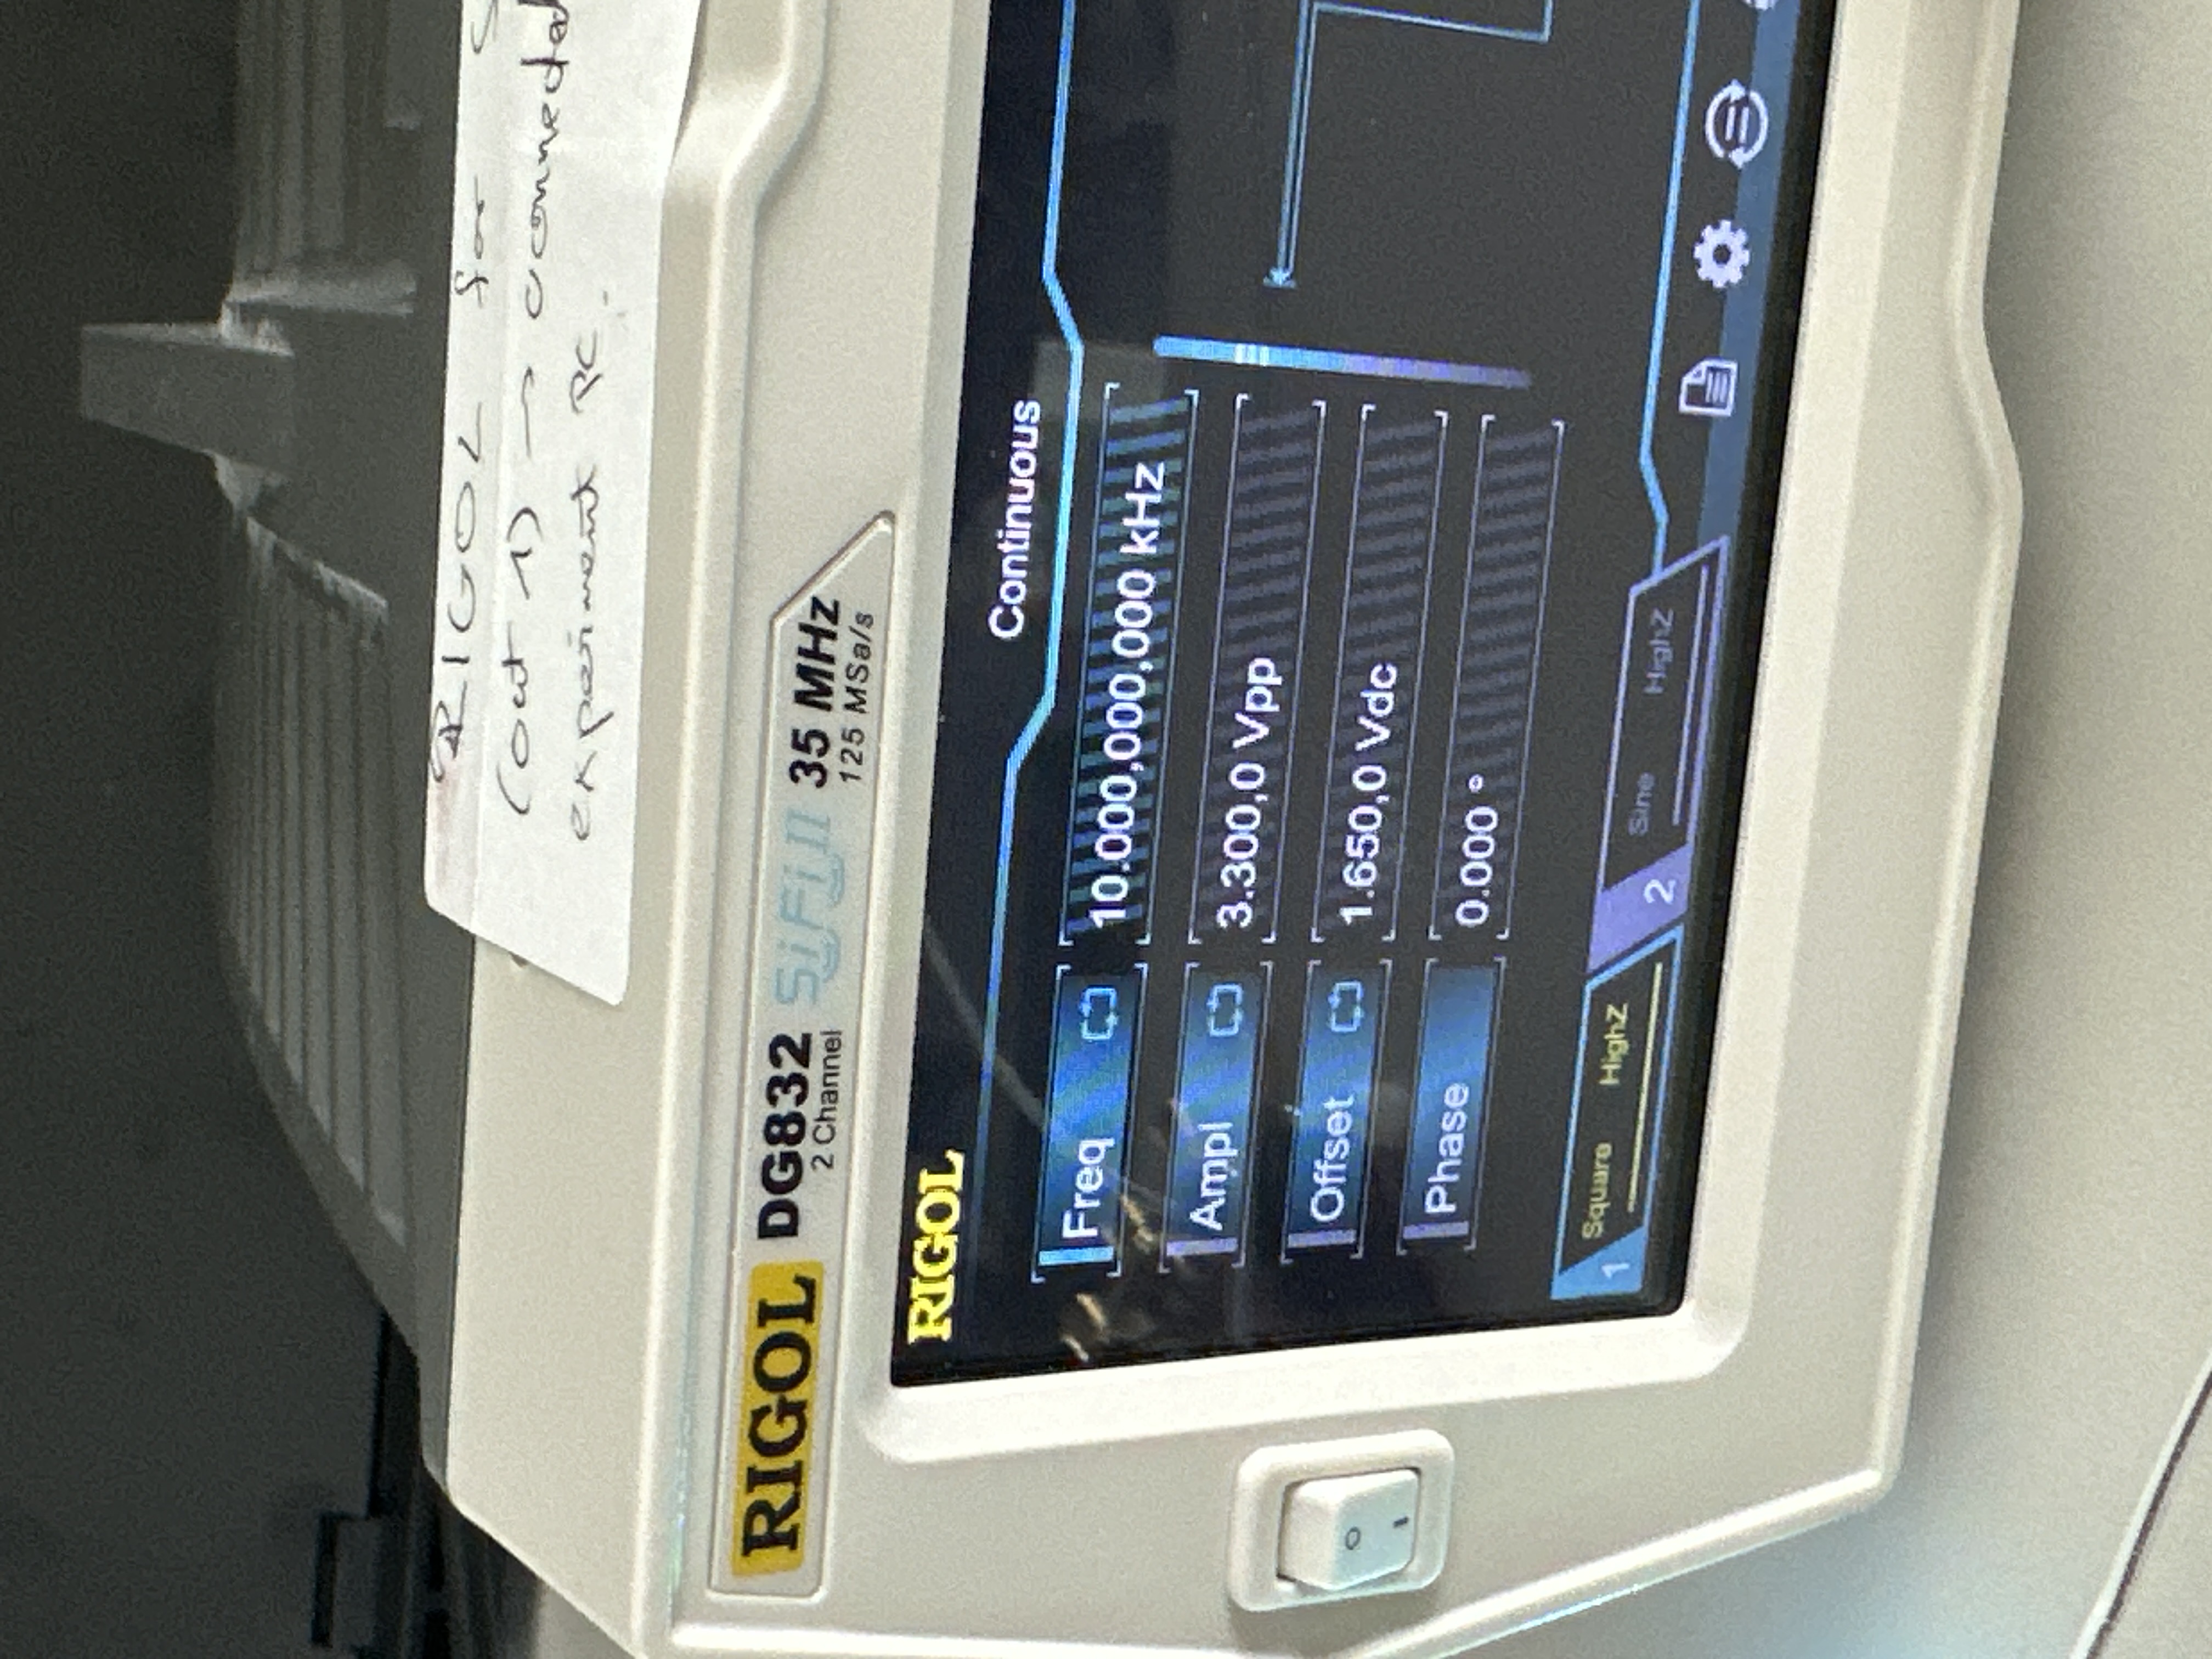 RIGOL for
(out 1) → connected
experiment PC.
RIGOL DG832 SiFi II 35 MHz
2 Channel 125 MSa/s
RIGOL
Continuous
Freq 10.000,000,000 kHz
Ampl 3.300,0 Vpp
Offset 1.650,0 Vdc
Phase 0.000 °
1 Square HighZ 2 Sine HighZ